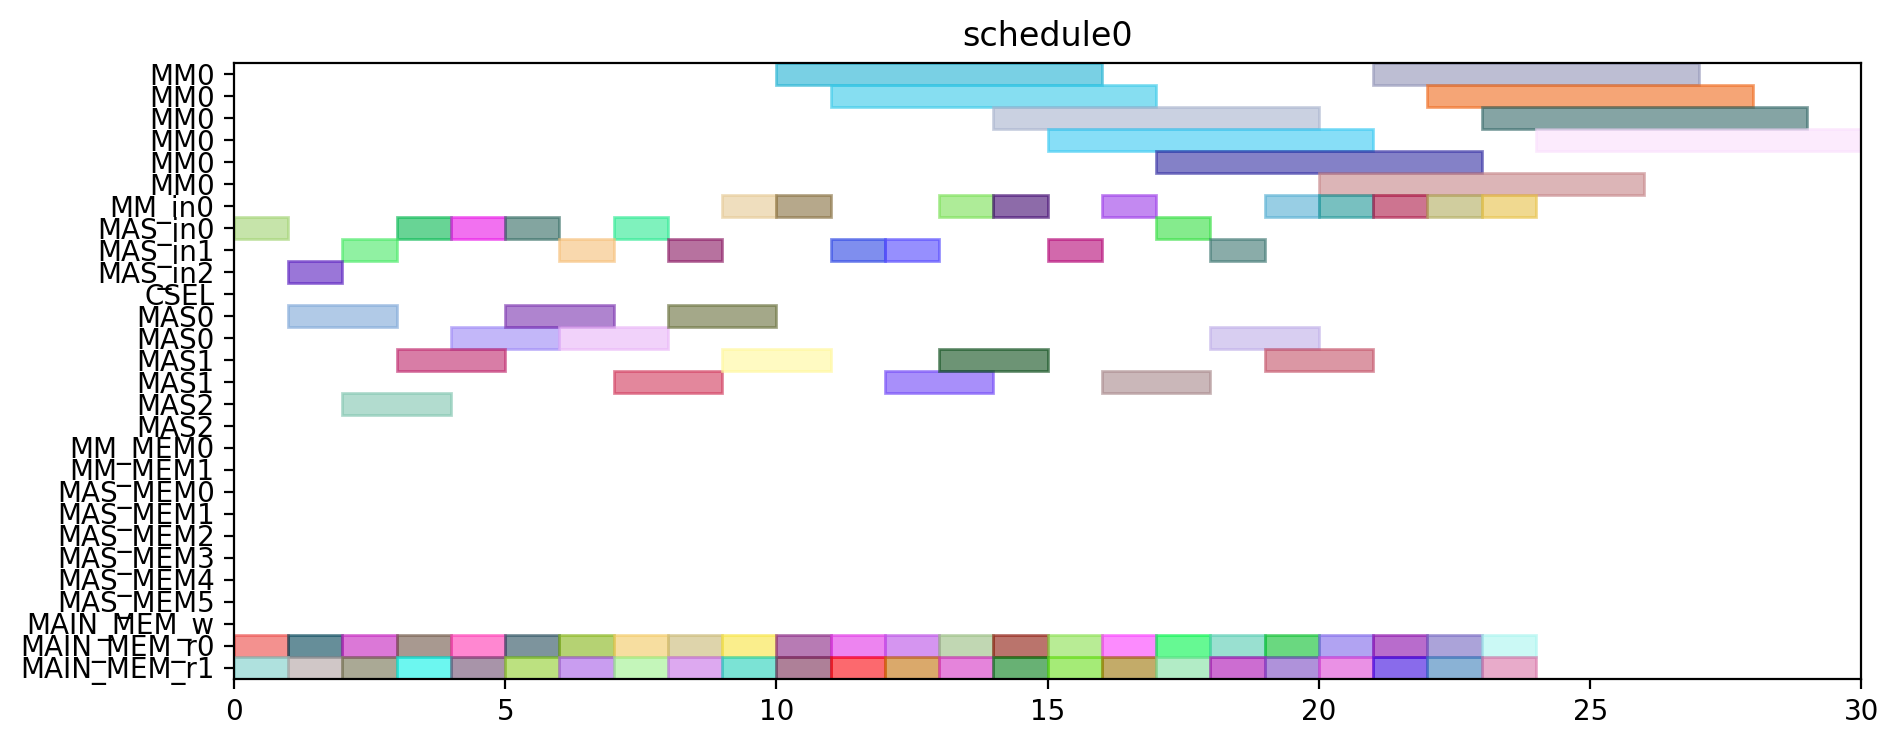 schedule0
MM0
MM0
MM0
MM0
MM0
MM0
MM_in0
MAS_in0
MAS_in1
MAS_in2
CSEL
MAS0
MAS0
MAS1
MAS1
MAS2
MAS2
MM_MEM0
MM_MEM1
MAS_MEM0
MAS_MEM1
MAS_MEM2
MAS_MEM3
MAS_MEM4
MAS_MEM5
MAIN_MEM_w
MAIN_MEM_r0
MAIN_MEM_r1
0 5 10 15 20 25 30